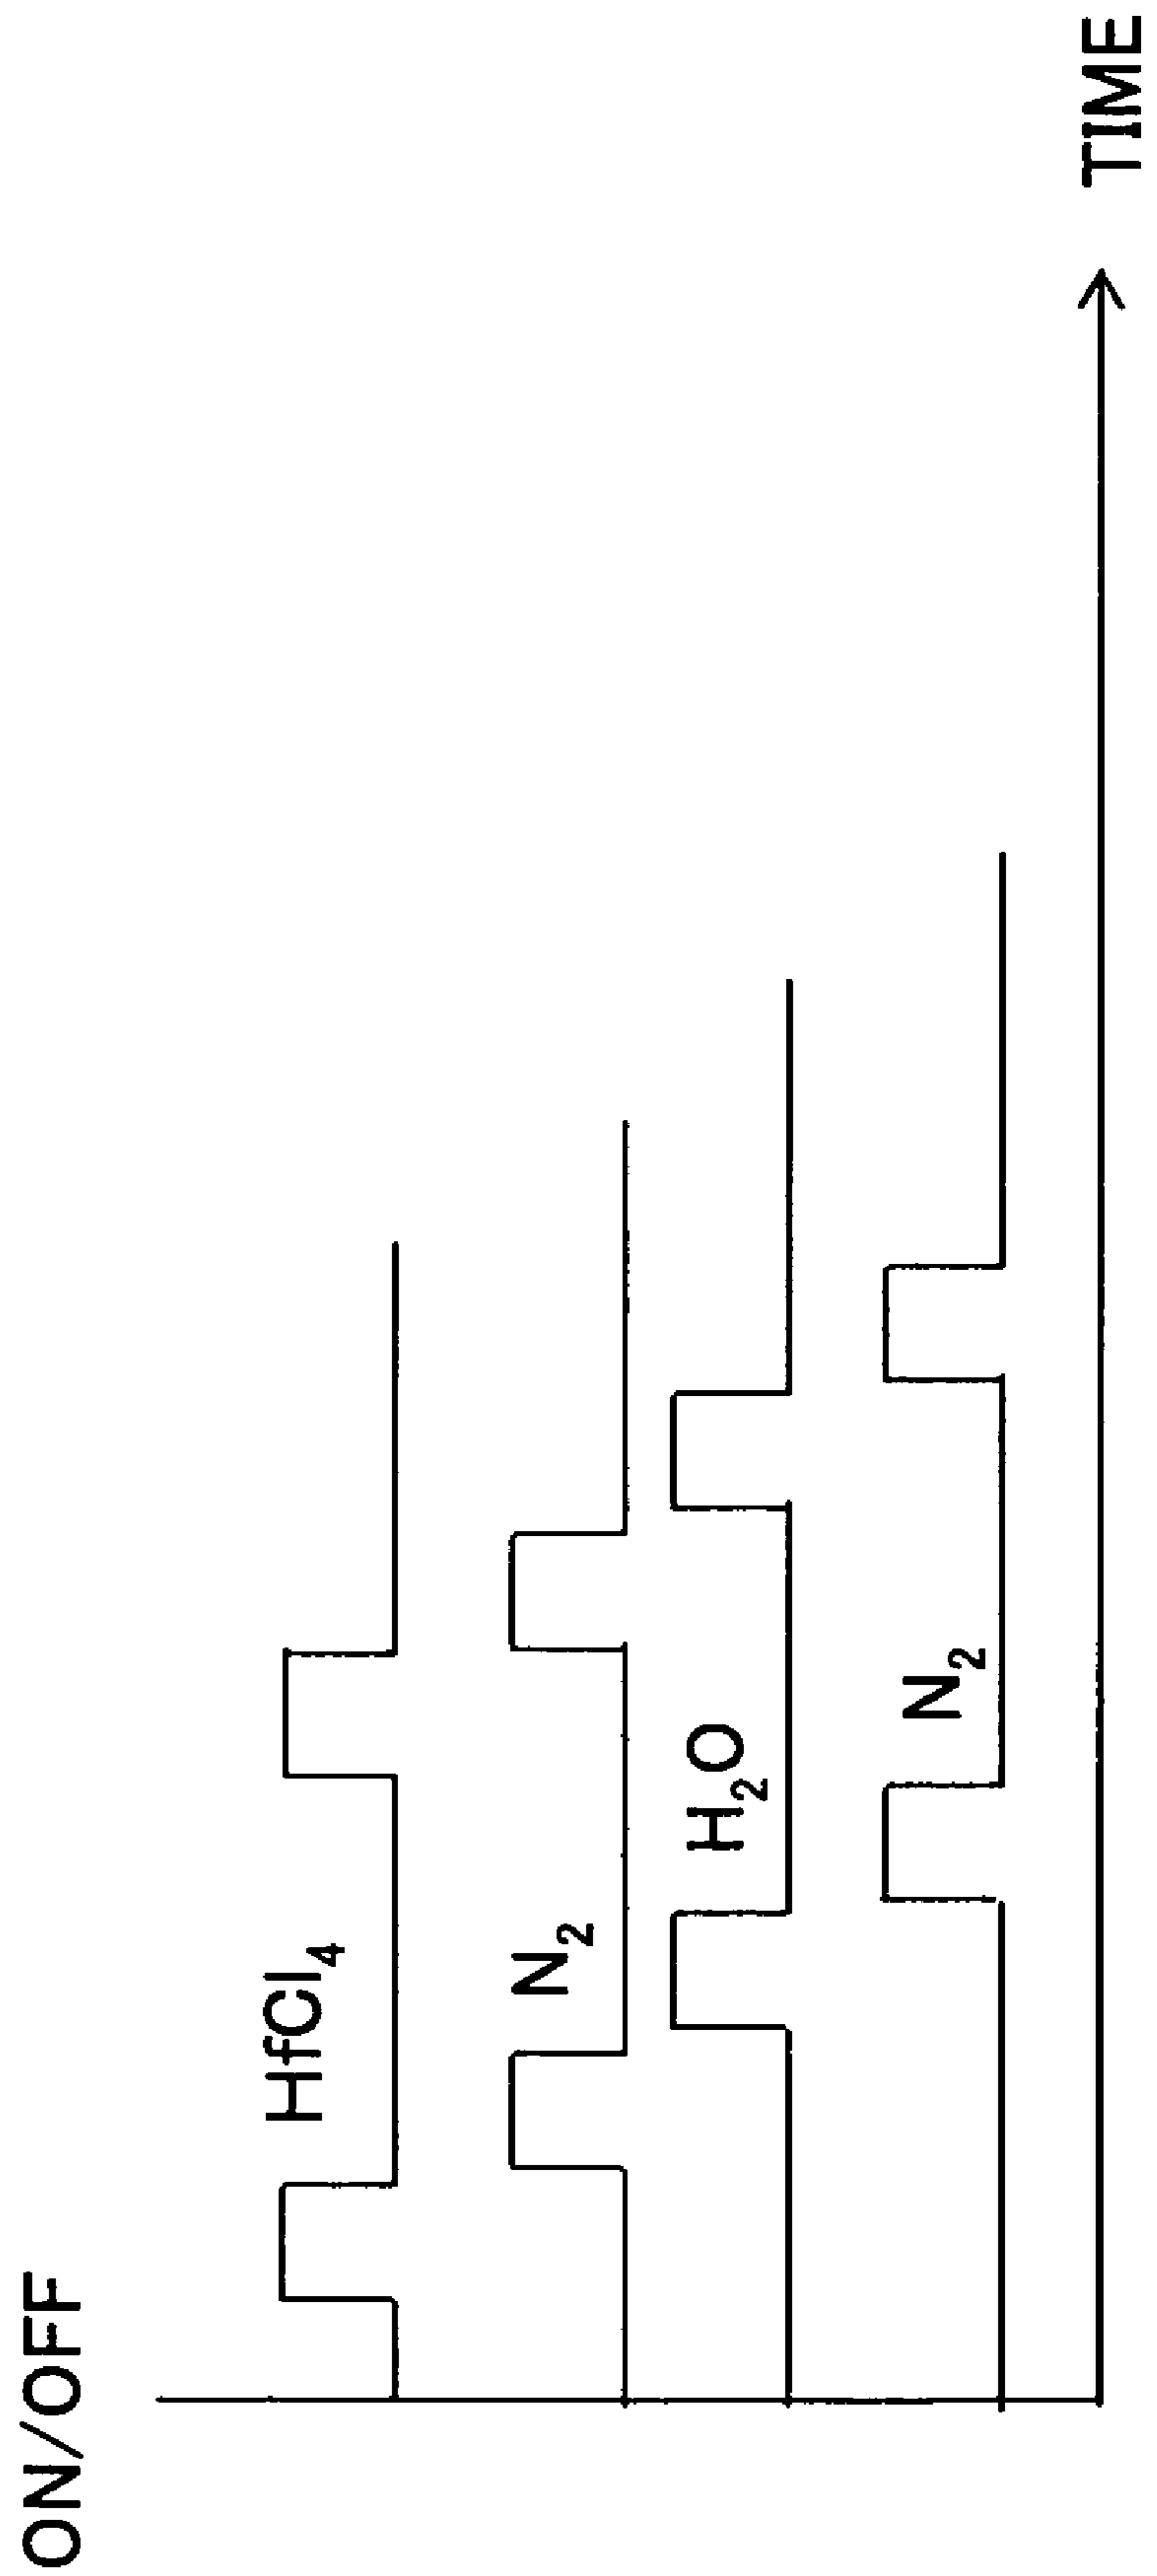 ON/OFF
HfCl₄
N₂
H₂O
N₂
TIME